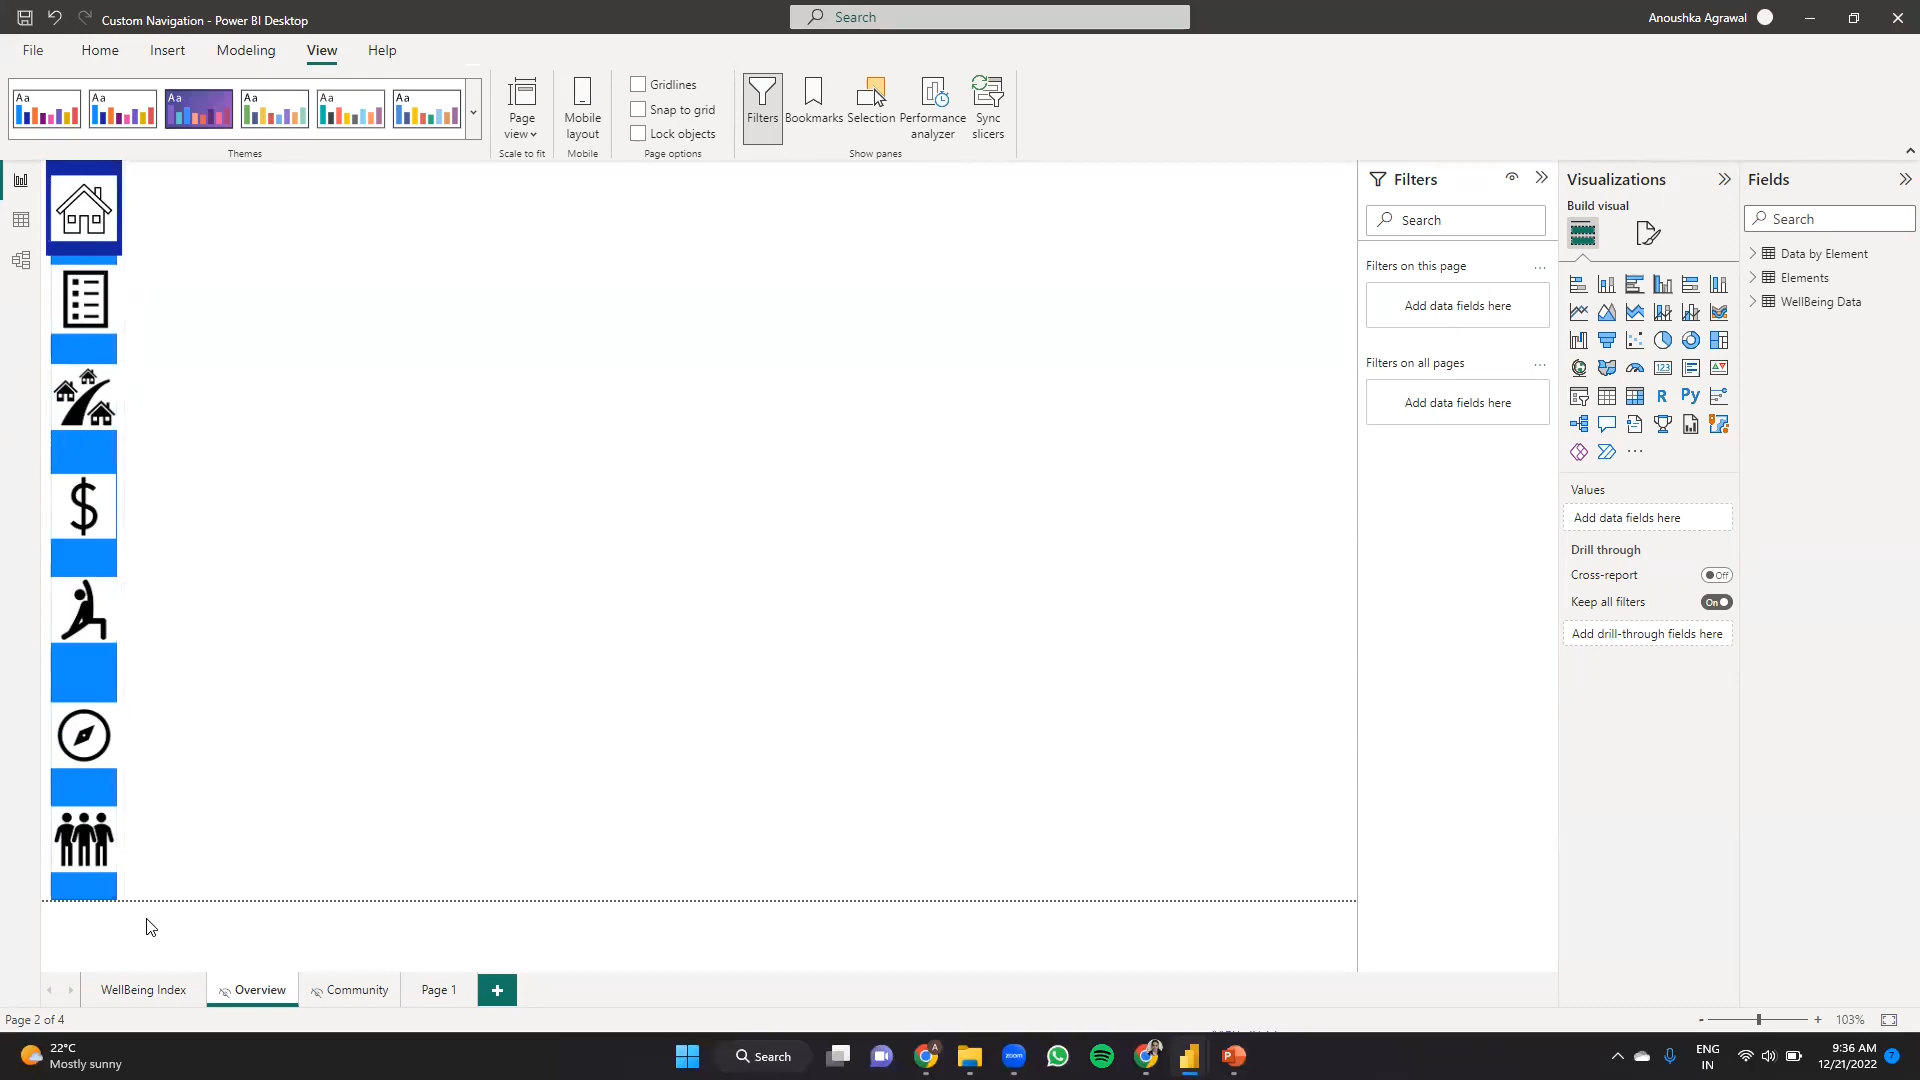 Custom Navigation - Power BI Desktop
Search
Anoushka Agrawal
File
Home
Insert
Modeling
View
Help
Aa
Aa
Aa
Aa
Aa
Aa
Page view
Mobile layout
Gridlines
Snap to grid
Lock objects
Filters
Bookmarks
Selection
Performance analyzer
Sync slicers
Themes
Scale to fit
Mobile
Page options
Show panes
Filters
Search
Filters on this page
...
Add data fields here
Filters on all pages
...
Add data fields here
Visualizations
Build visual
123
R
Py
...
Values
Add data fields here
Drill through
Cross-report
Off
Keep all filters
On
Add drill-through fields here
Fields
Search
Data by Element
Elements
WellBeing Data
$
WellBeing Index
Overview
Community
Page 1
+
Page 2 of 4
-
+
103%
22°C
Mostly sunny
Search
zoom
A
P
ENG
IN
9:36 AM
12/21/2022
7